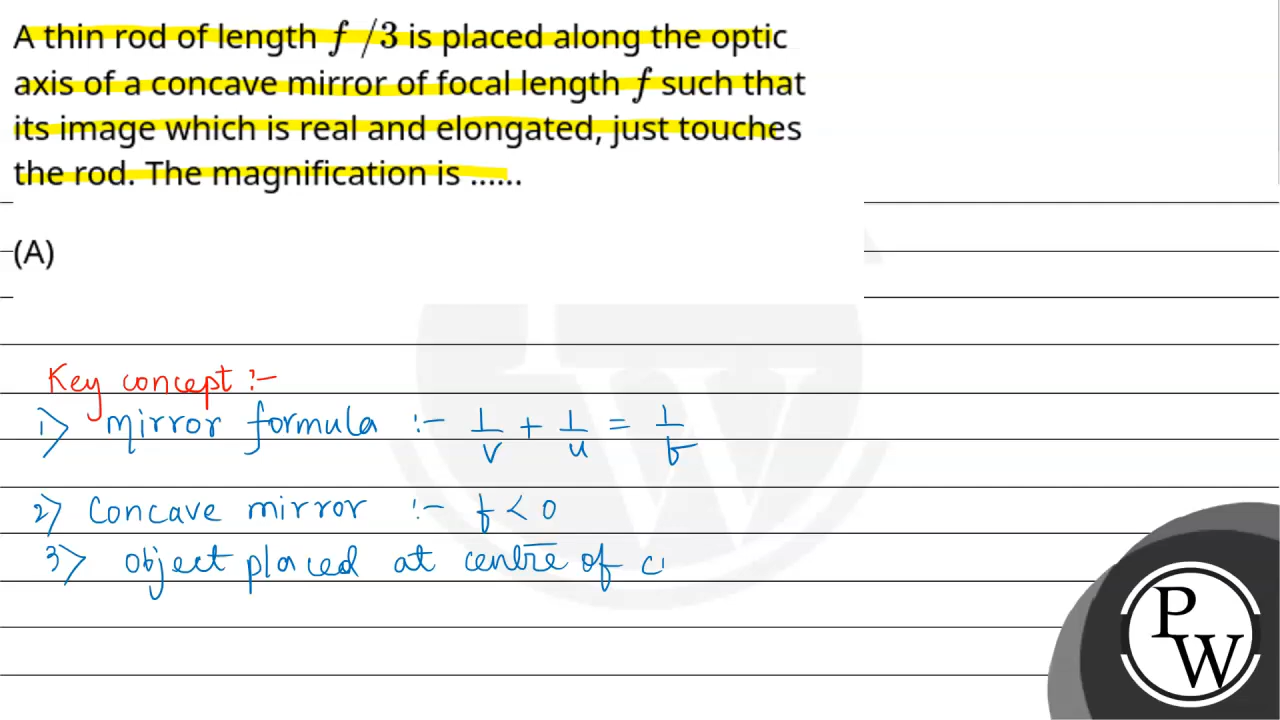 A thin rod of length f /3 is placed along the optic
axis of a concave mirror of focal length f such that
its image which is real and elongated, just touches
the rod. The magnification is ......
(A)
Key concept :-
1> mirror formula :- 1/v + 1/u = 1/f
2> Concave mirror :- f < 0
3> object placed at centre of
P
W